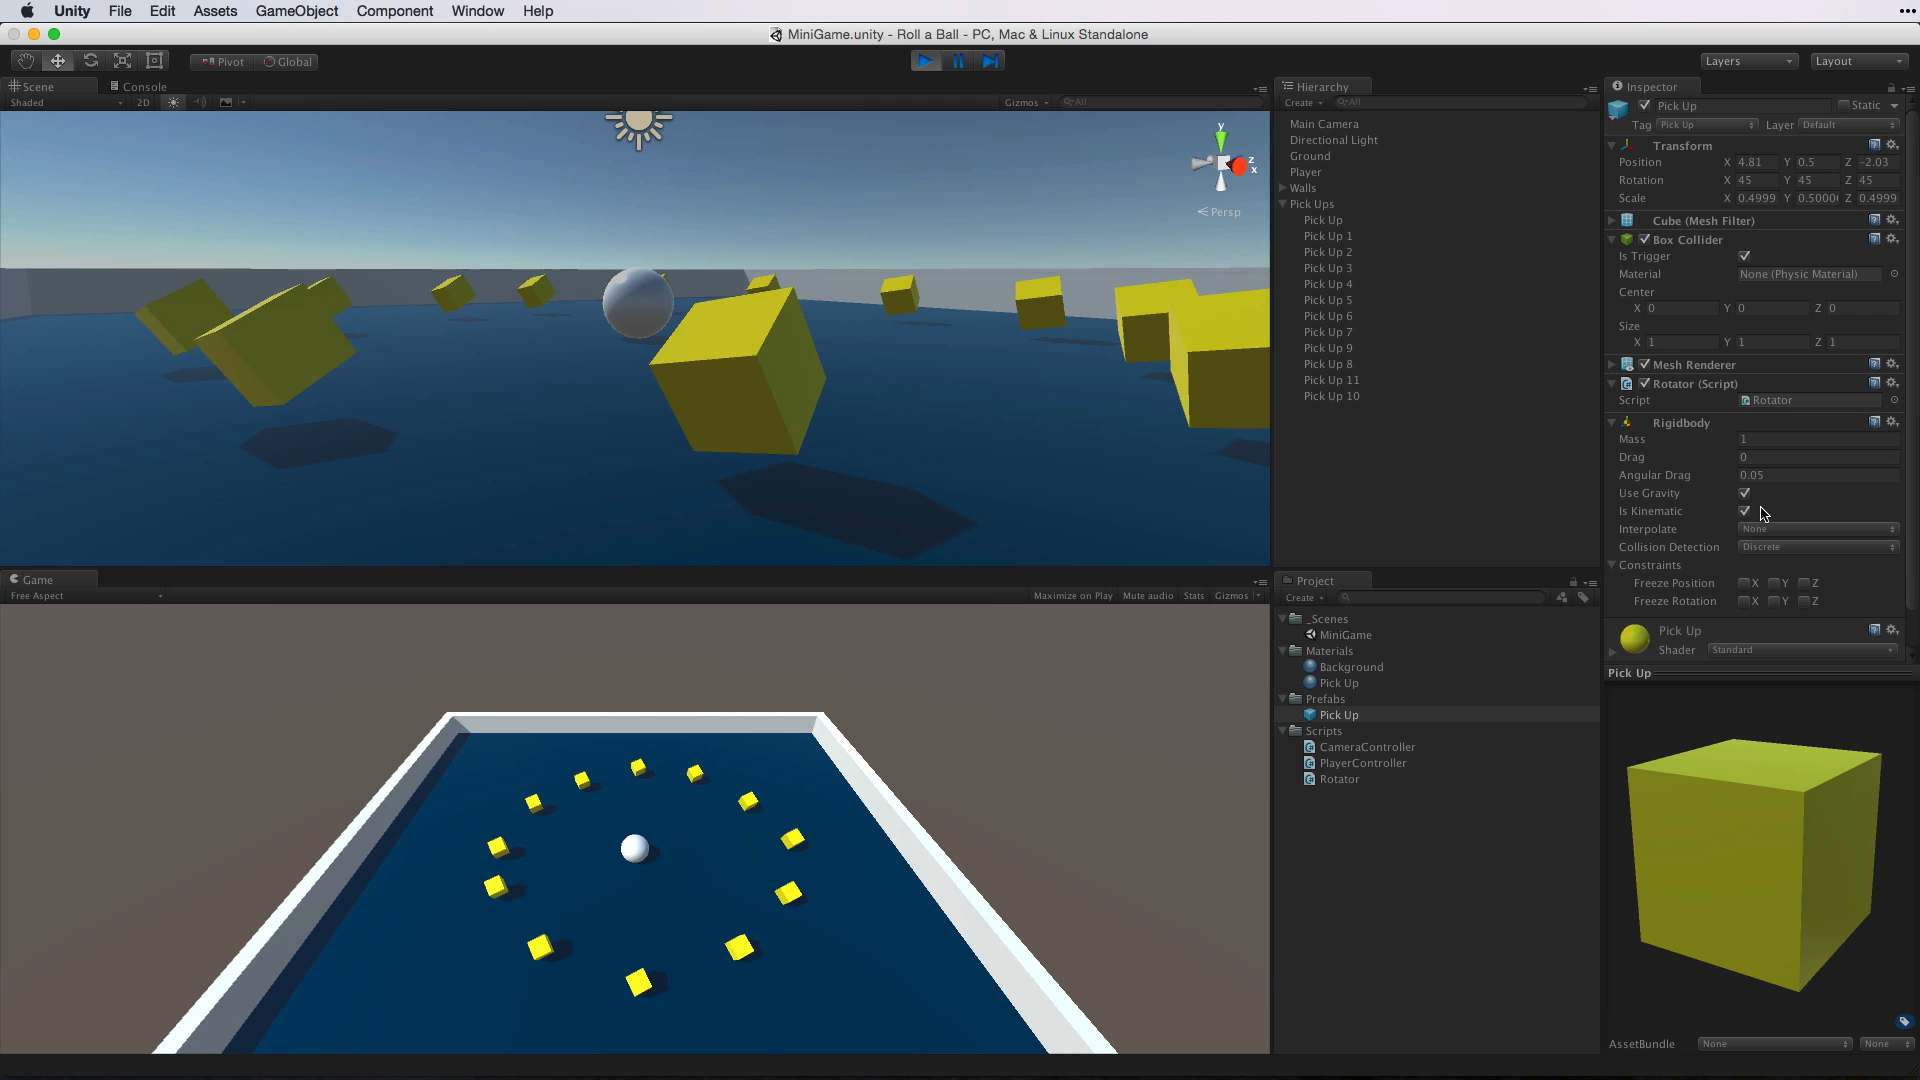 Unity File Edit Assets GameObject Component Window Help
MiniGame.unity - Roll a Ball - PC, Mac & Linux Standalone
Pivot Global Layers Layout
Scene Console
Shaded 2D Gizmos All
y
z
x
Persp
Game
Free Aspect Maximize on Play Mute audio Stats Gizmos
Hierarchy
Create All
Main Camera
Directional Light
Ground
Player
Walls
Pick Ups
Pick Up
Pick Up 1
Pick Up 2
Pick Up 3
Pick Up 4
Pick Up 5
Pick Up 6
Pick Up 7
Pick Up 9
Pick Up 8
Pick Up 11
Pick Up 10
Project
Create
_Scenes
MiniGame
Materials
Background
Pick Up
Prefabs
Pick Up
Scripts
CameraController
PlayerController
Rotator
Inspector
Pick Up Static
Tag Pick Up Layer Default
Transform
Position X 4.81 Y 0.5 Z -2.03
Rotation X 45 Y 45 Z 45
Scale X 0.4999 Y 0.5000 Z 0.4999
Cube (Mesh Filter)
Box Collider
Is Trigger
Material None (Physic Material)
Center
X 0 Y 0 Z 0
Size
X 1 Y 1 Z 1
Mesh Renderer
Rotator (Script)
Script Rotator
Rigidbody
Mass 1
Drag 0
Angular Drag 0.05
Use Gravity
Is Kinematic
Interpolate None
Collision Detection Discrete
Constraints
Freeze Position X Y Z
Freeze Rotation X Y Z
Pick Up
Shader Standard
Pick Up
AssetBundle None None